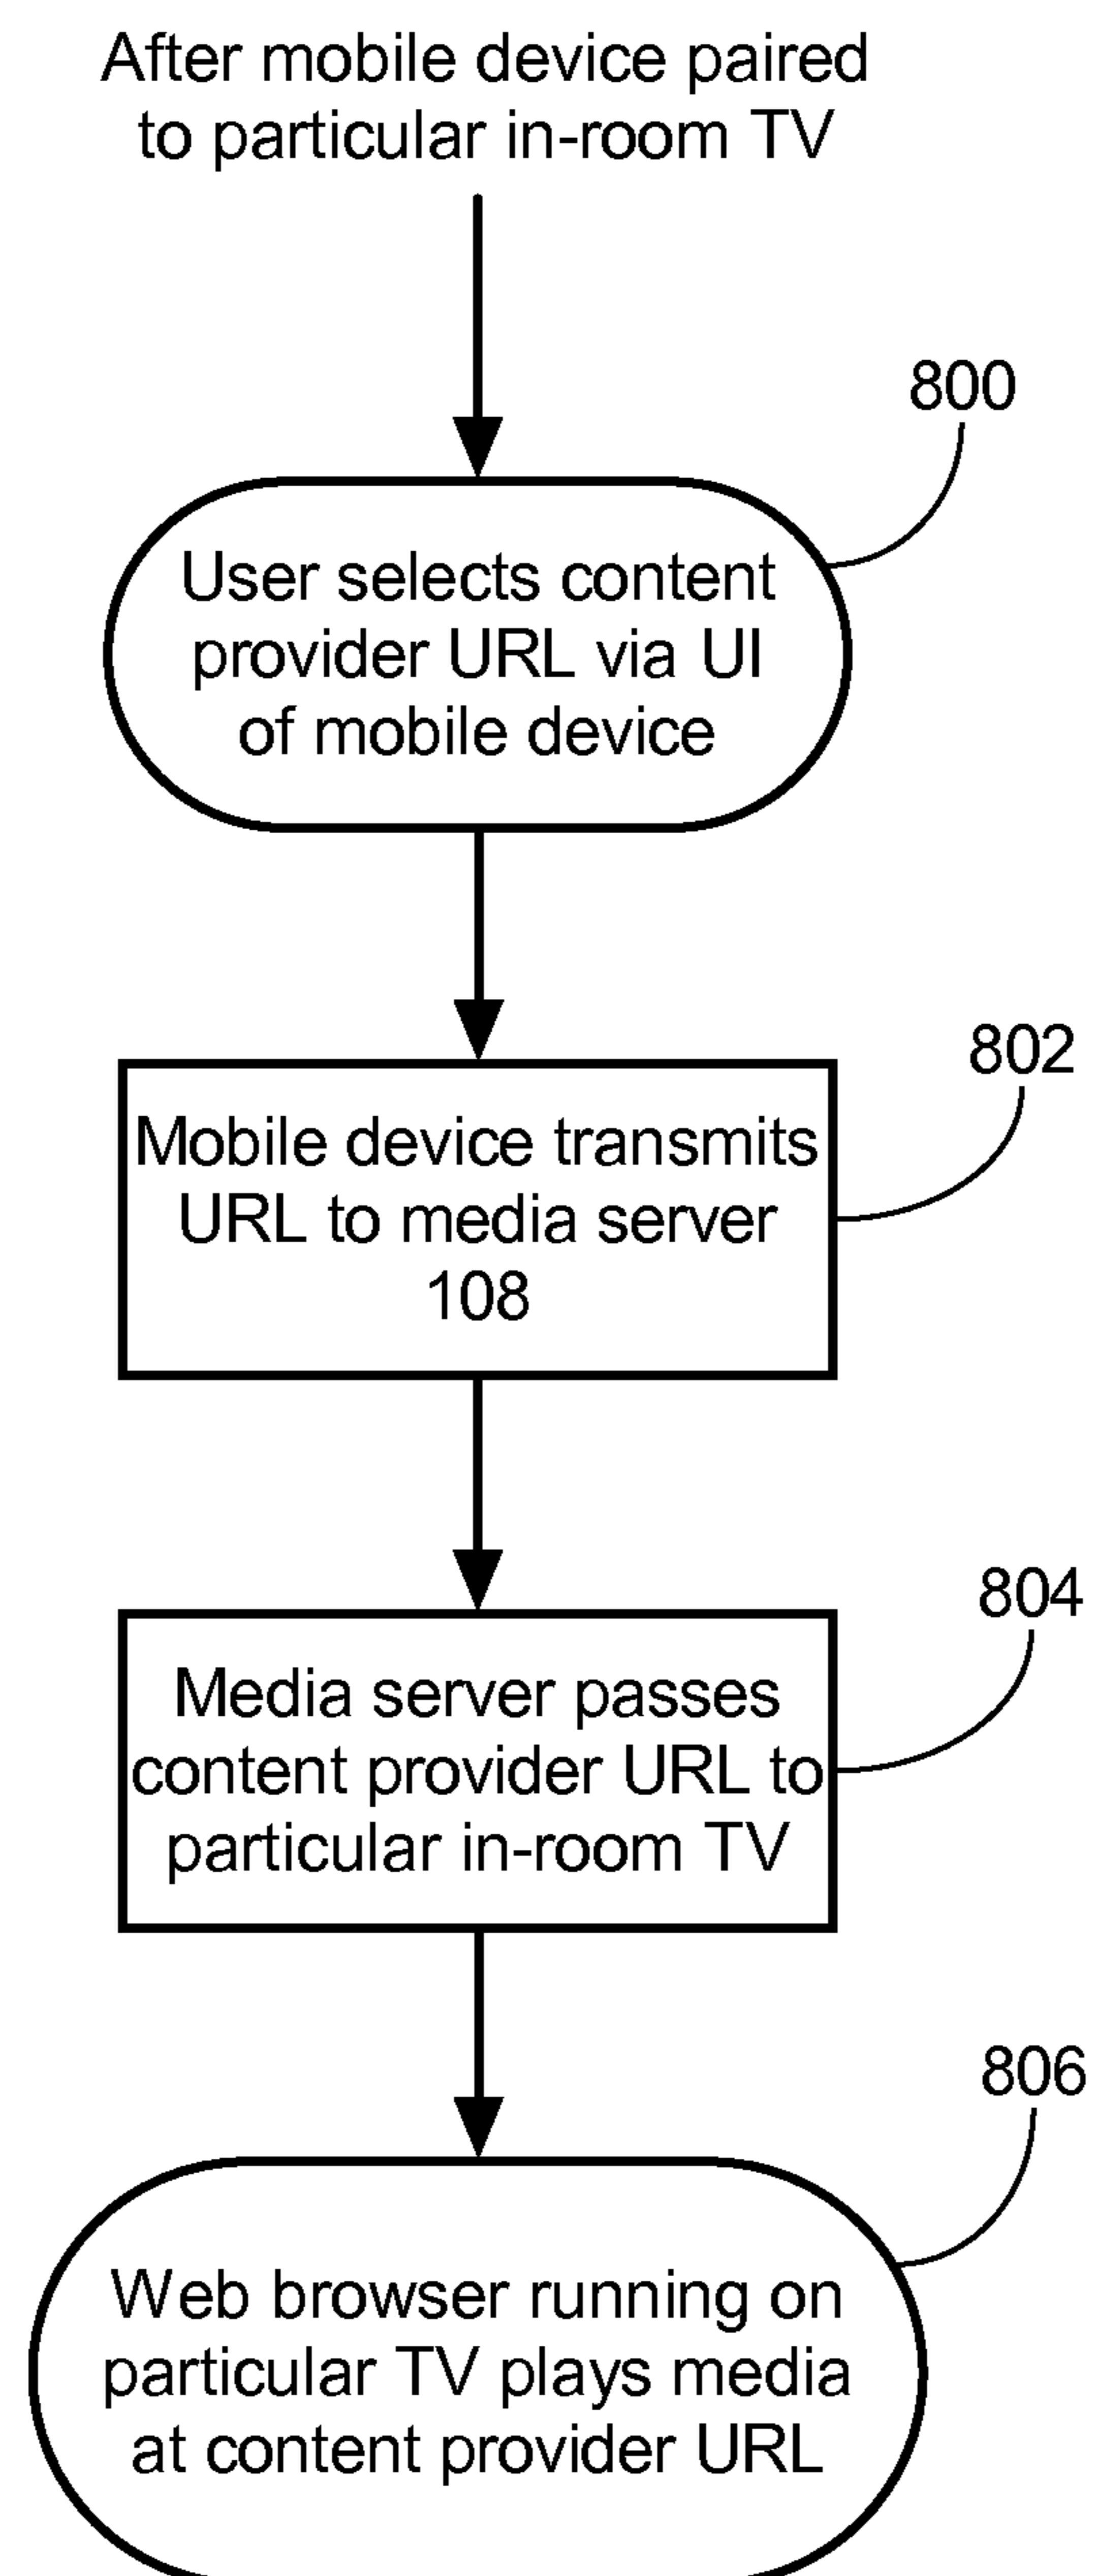 After mobile device paired
to particular in-room TV
800
User selects content
provider URL via UI
of mobile device
802
Mobile device transmits
URL to media server
108
804
Media server passes
content provider URL to
particular in-room TV
806
Web browser running on
particular TV plays media
at content provider URL